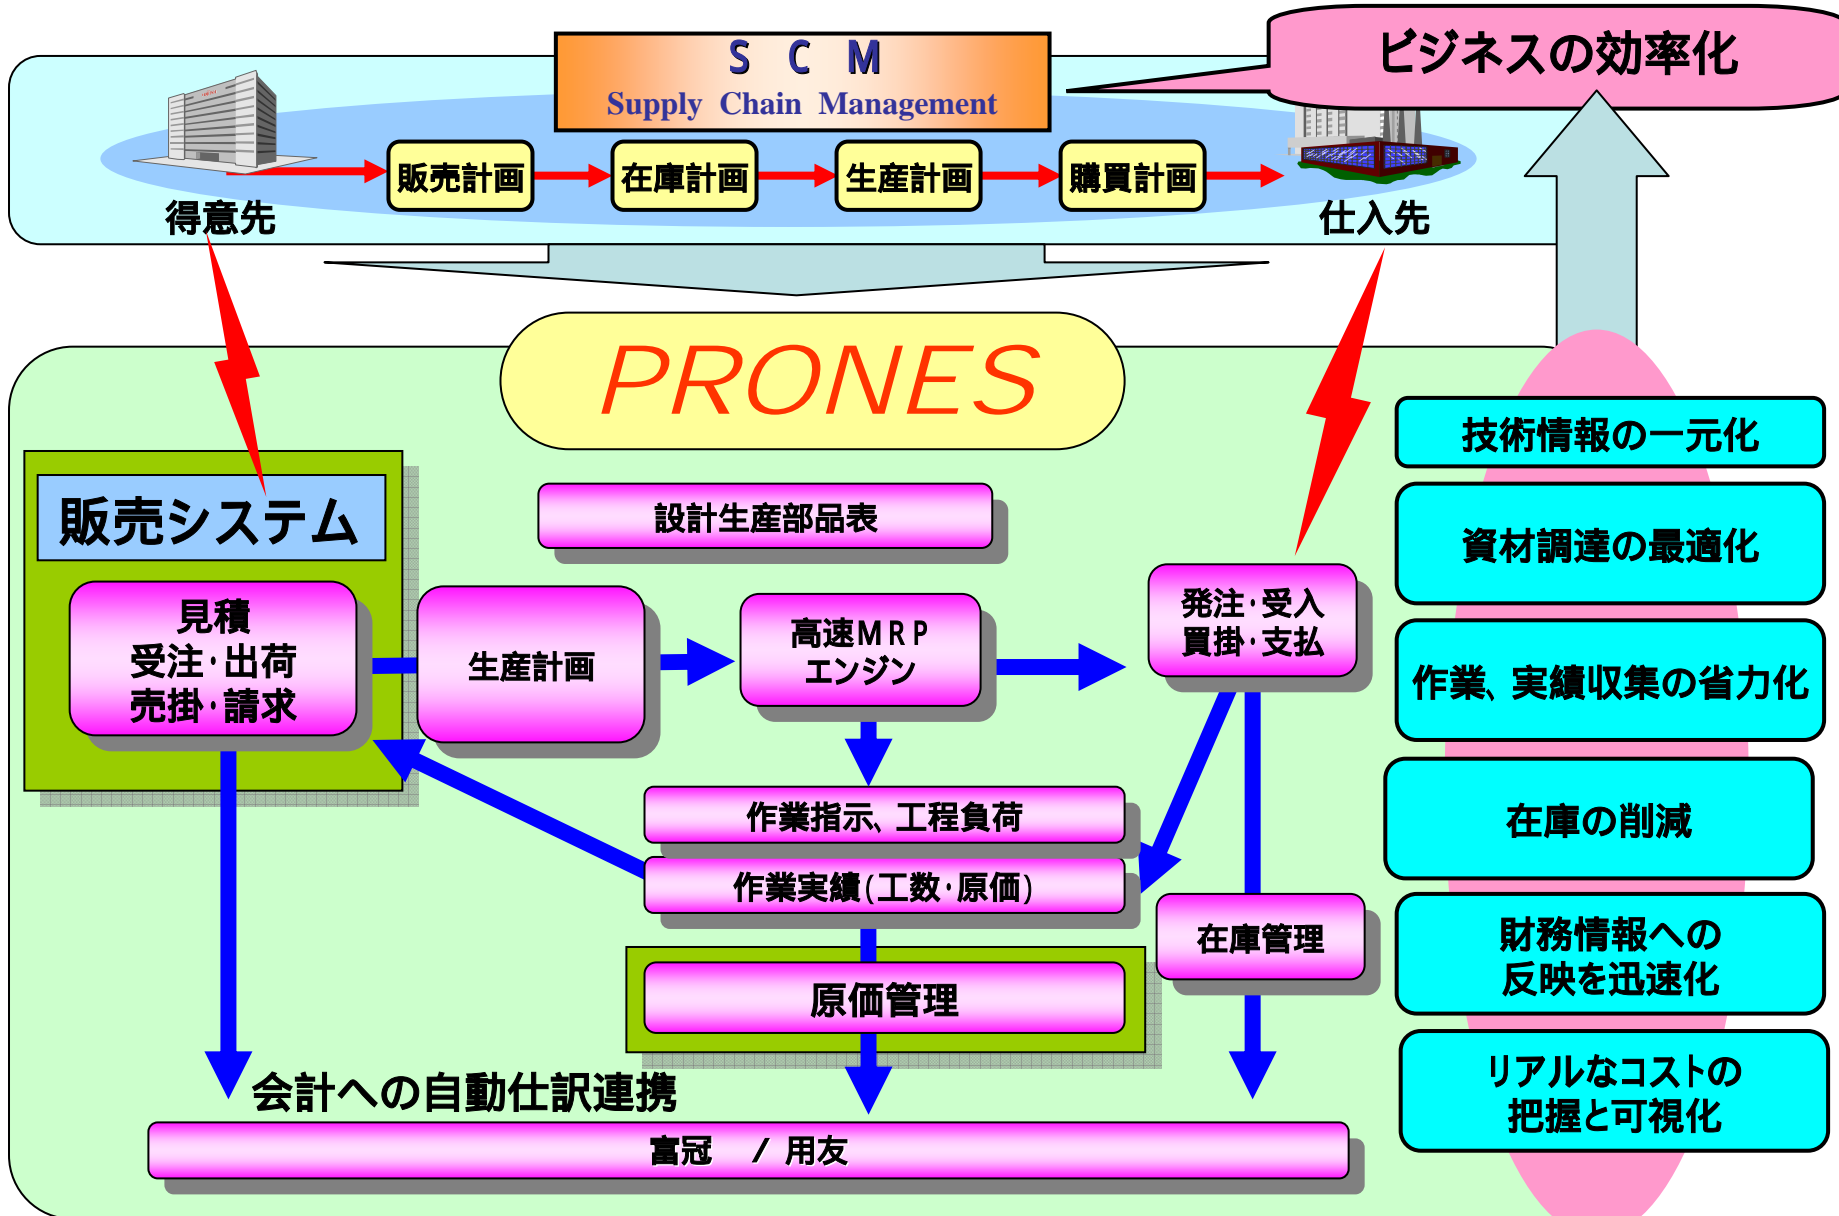 ビジネスの効率化
S C M
Supply Chain Management
販売計画
在庫計画
生産計画
購買計画
得意先
仕入先
PRONES
販売システム
見積
受注・出荷
売掛・請求
設計生産部品表
生産計画
高速MRP
エンジン
発注・受入
買掛・支払
作業指示、工程負荷
作業実績(工数・原価)
在庫管理
原価管理
会計への自動仕訳連携
富冠 / 用友
技術情報の一元化
資材調達の最適化
作業、実績収集の省力化
在庫の削減
財務情報への
反映を迅速化
リアルなコストの
把握と可視化